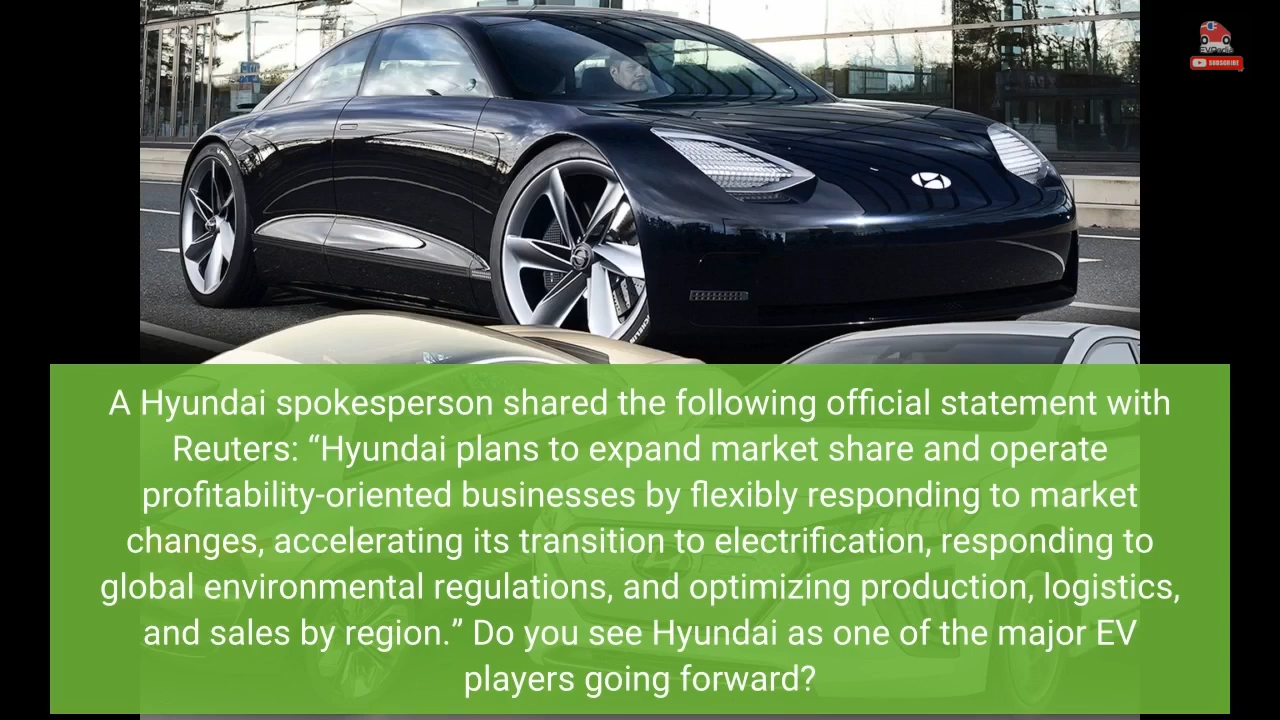 EVPedia
SUBSCRIBE
A Hyundai spokesperson shared the following official statement with
Reuters: “Hyundai plans to expand market share and operate
profitability-oriented businesses by flexibly responding to market
changes, accelerating its transition to electrification, responding to
global environmental regulations, and optimizing production, logistics,
and sales by region.” Do you see Hyundai as one of the major EV
players going forward?